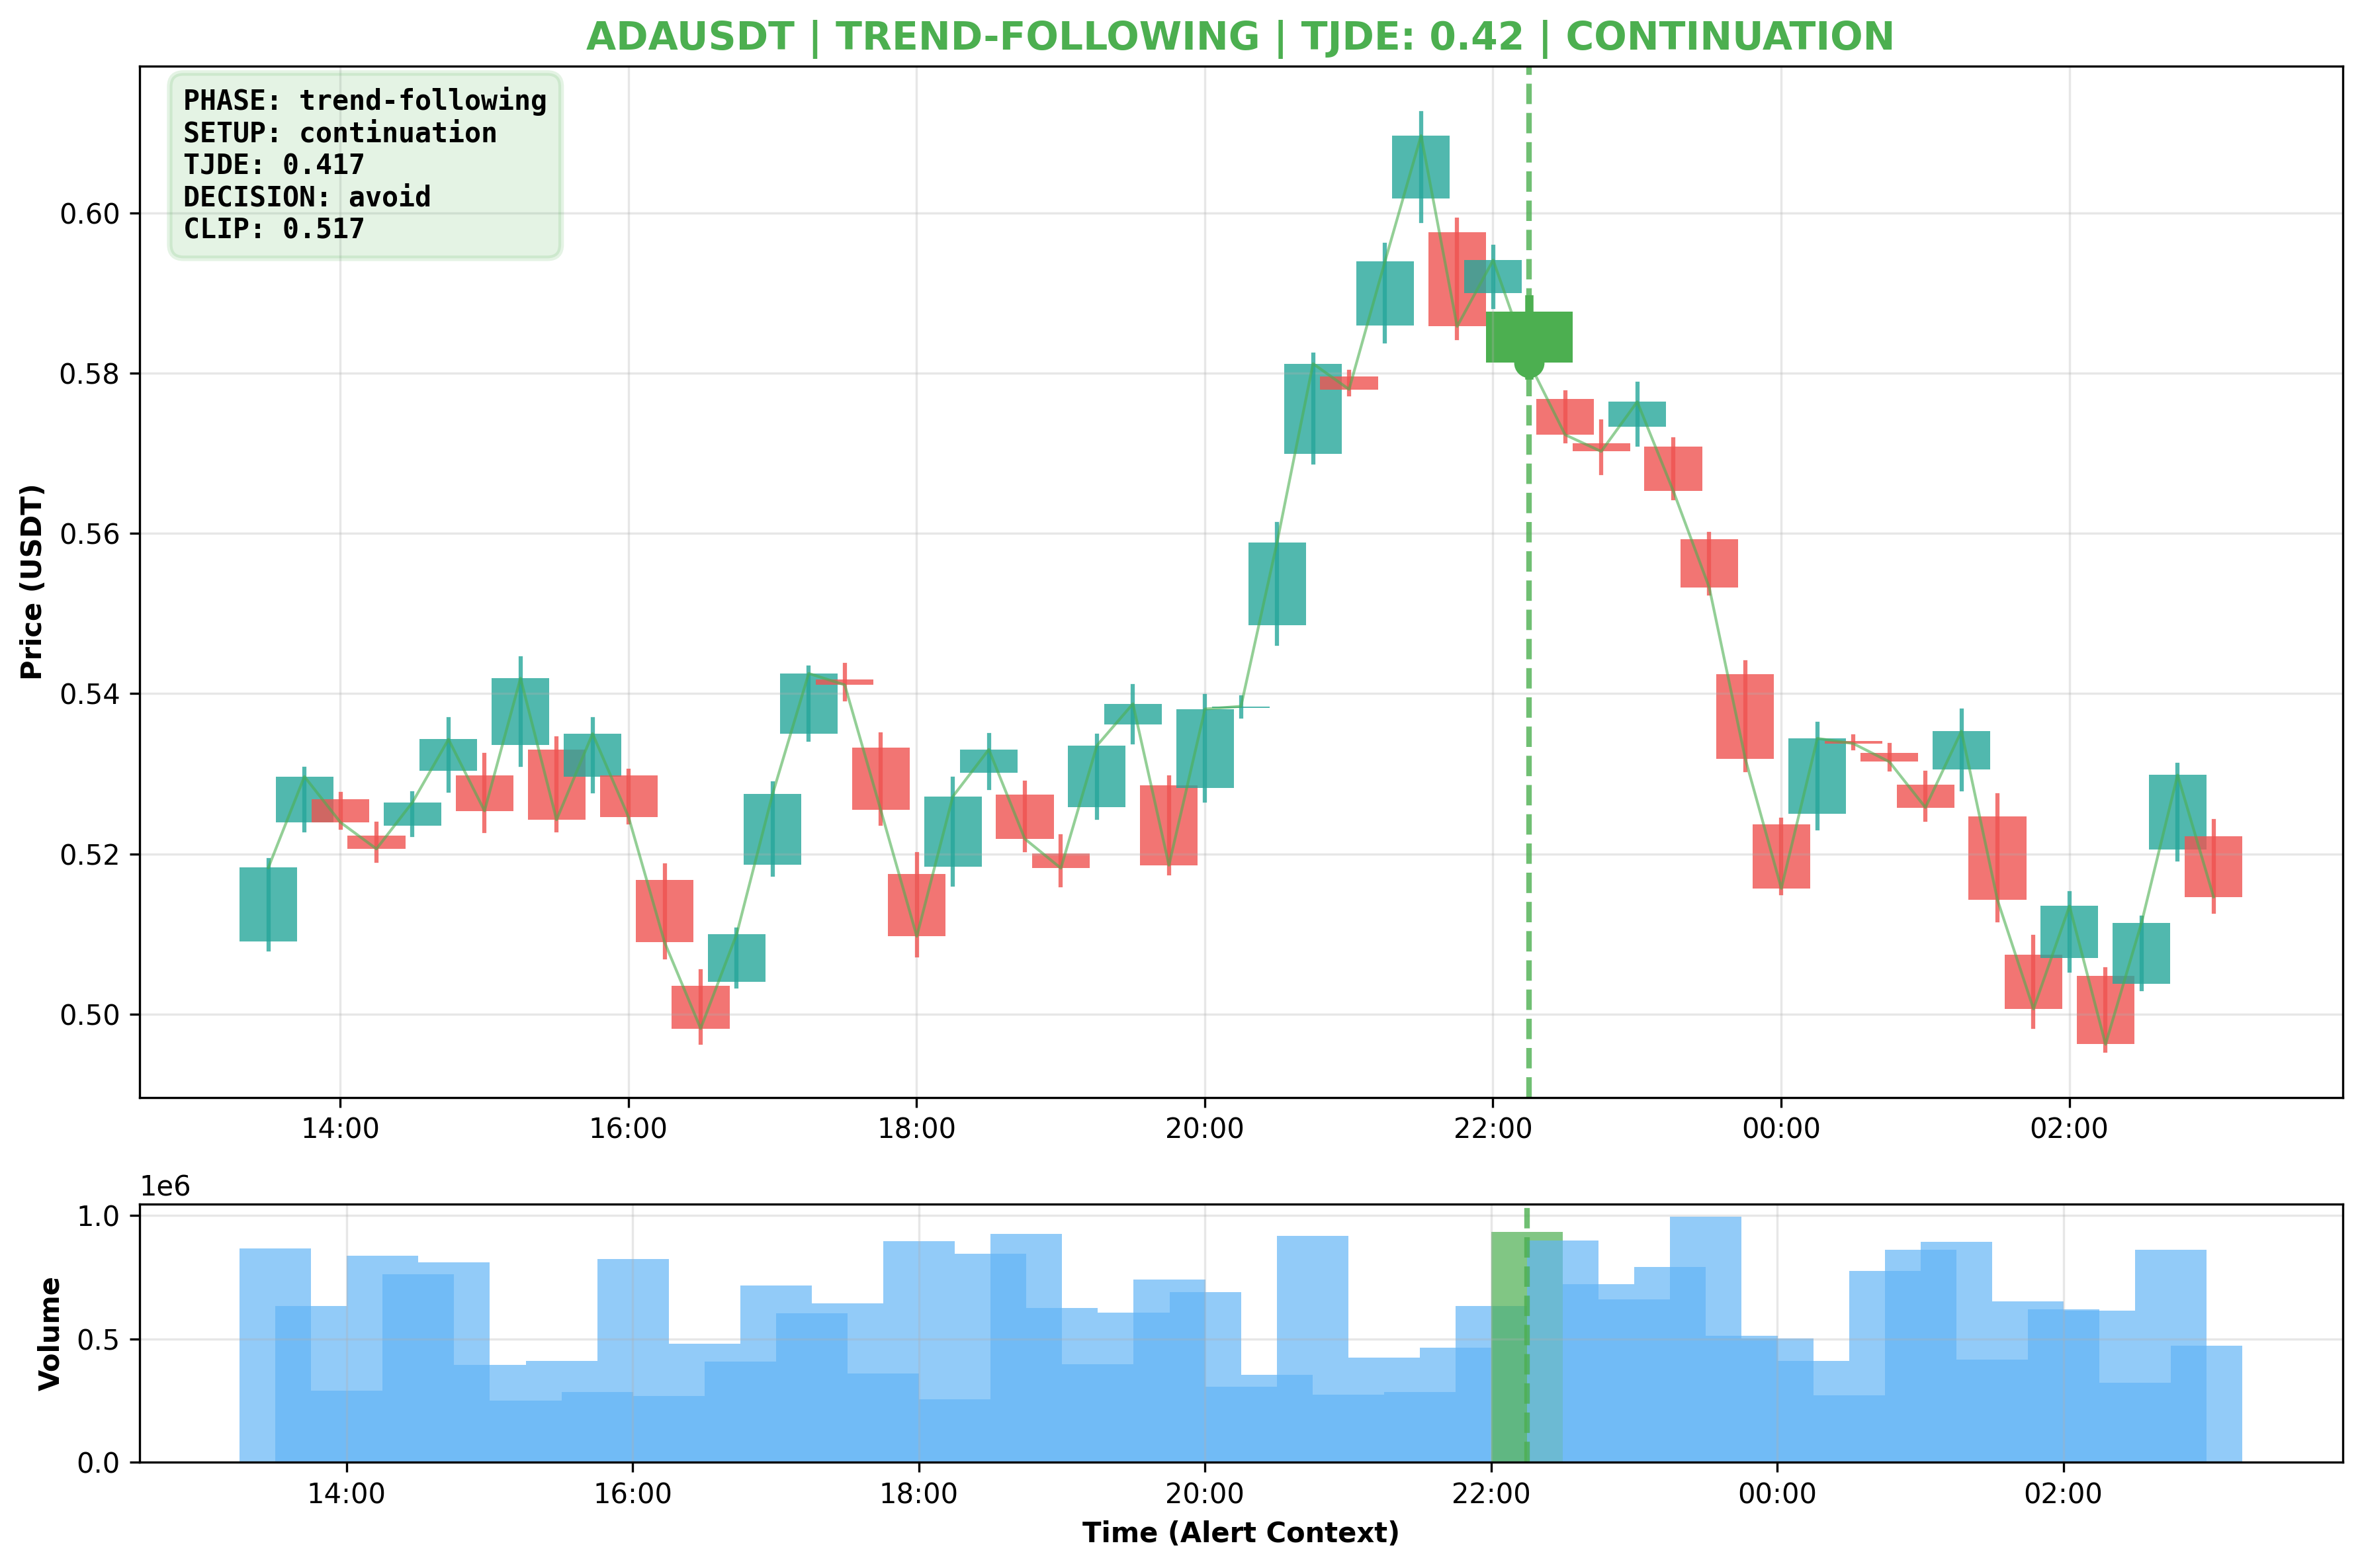 ADAUSDT | TREND-FOLLOWING | TJDE: 0.42 | CONTINUATION
PHASE: trend-following
SETUP: continuation
TJDE: 0.417
DECISION: avoid
CLIP: 0.517
Price (USDT)
0.60
0.58
0.56
0.54
0.52
0.50
14:00 16:00 18:00 20:00 22:00 00:00 02:00
1e6
Volume
1.0
0.5
0.0
14:00 16:00 18:00 20:00 22:00 00:00 02:00
Time (Alert Context)